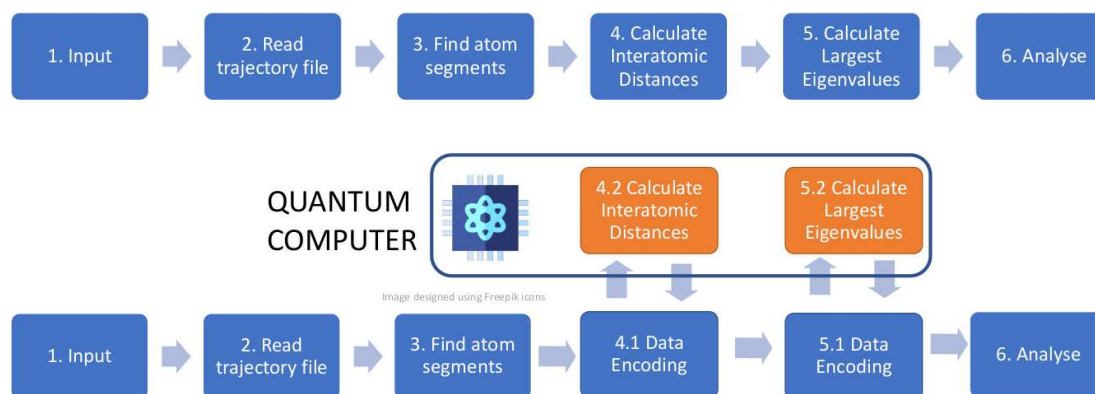 1. Input
2. Read
trajectory file
3. Find atom
segments
4. Calculate
Interatomic
Distances
5. Calculate
Largest
Eigenvalues
6. Analyse
QUANTUM
COMPUTER
4.2 Calculate
Interatomic
Distances
5.2 Calculate
Largest
Eigenvalues
Image designed using Freepik icons
1. Input
2. Read
trajectory file
3. Find atom
segments
4.1 Data
Encoding
5.1 Data
Encoding
6. Analyse